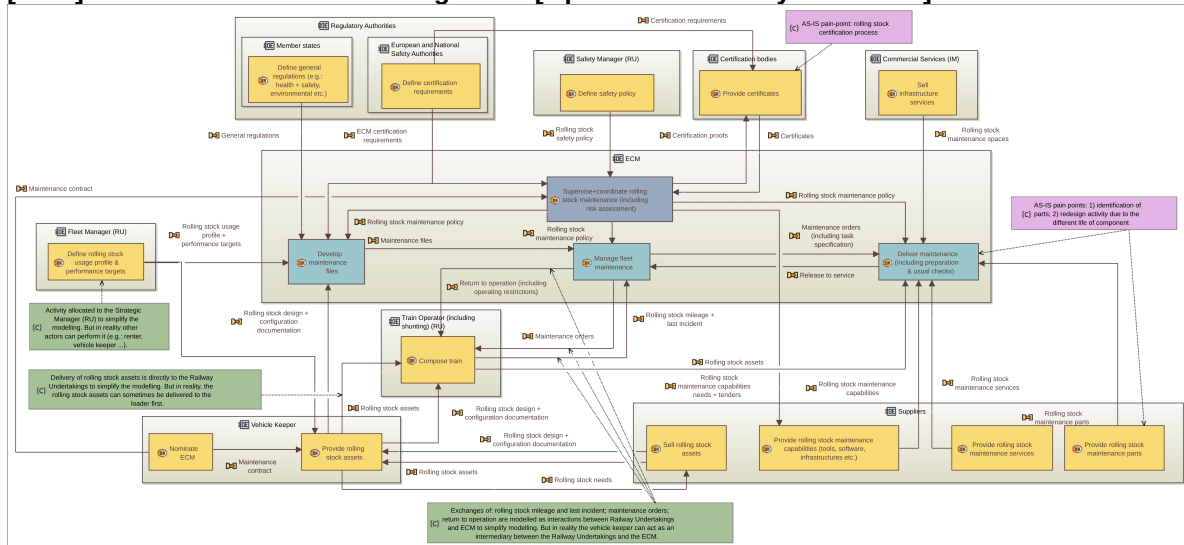 Certification requirements
{c} AS-IS pain-point: rolling stock
certification process
Regulatory Authorities
Member states
European and National
Safety Authorities
Define general
regulations (e.g.:
health + safety,
environmental etc.)
Define certification
requirements
Safety Manager (RU)
Define safety policy
Certification bodies
Provide certificates
Commercial Services (IM)
Sell
infrastructure
services
General regulations
ECM certification
requirements
Rolling stock
safety policy
Certification proofs
Certificates
Rolling stock
maintenance spaces
ECM
Maintenance contract
Supervise+coordinate rolling
stock maintenance (including
risk assessment)
Rolling stock maintenance policy
AS-IS pain points: 1) identification of
{c} parts; 2) redesign activity due to the
different life of component
Fleet Manager (RU)
Define rolling stock
usage profile &
performance targets
Rolling stock usage
profile +
performance targets
Rolling stock maintenance policy
Maintenance files
Rolling stock
maintenance policy
Maintenance orders
(including task
specification)
Develop
maintenance
files
Manage fleet
maintenance
Deliver maintenance
(including preparation
& usual checks)
Release to service
Return to operation (including
operating restrictions)
Activity allocated to the Strategic
Manager (RU) to simplify the
{c} modelling. But in reality other
actors can perform it (e.g.: renter,
vehicle keeper ...).
Rolling stock design +
configuration
documentation
Train Operator (including
shunting) (RU)
Compose train
Maintenance orders
Rolling stock mileage +
last incident
Rolling stock assets
Delivery of rolling stock assets is directly to the Railway
{c} Undertakings to simplify the modelling. But in reality, the
rolling stock assets can sometimes be delivered to the
loader first.
Rolling stock
maintenance capabilities
needs + tenders
Rolling stock maintenance
capabilities
Rolling stock
maintenance services
Rolling stock assets
Rolling stock design +
configuration documentation
Suppliers
Rolling stock
maintenance parts
Vehicle Keeper
Nominate
ECM
Maintenance
contract
Provide rolling
stock assets
Rolling stock design +
configuration documentation
Rolling stock assets
Rolling stock needs
Sell rolling stock
assets
Provide rolling stock maintenance
capabilities (tools, software,
infrastructures etc.)
Provide rolling stock
maintenance services
Provide rolling stock
maintenance parts
Exchanges of: rolling stock mileage and last incident; maintenance orders;
{c} return to operation are modelled as interactions between Railway Undertakings
and ECM to simplify modelling. But in reality the vehicle keeper can act as an
intermediary between the Railway Undertakings and the ECM.